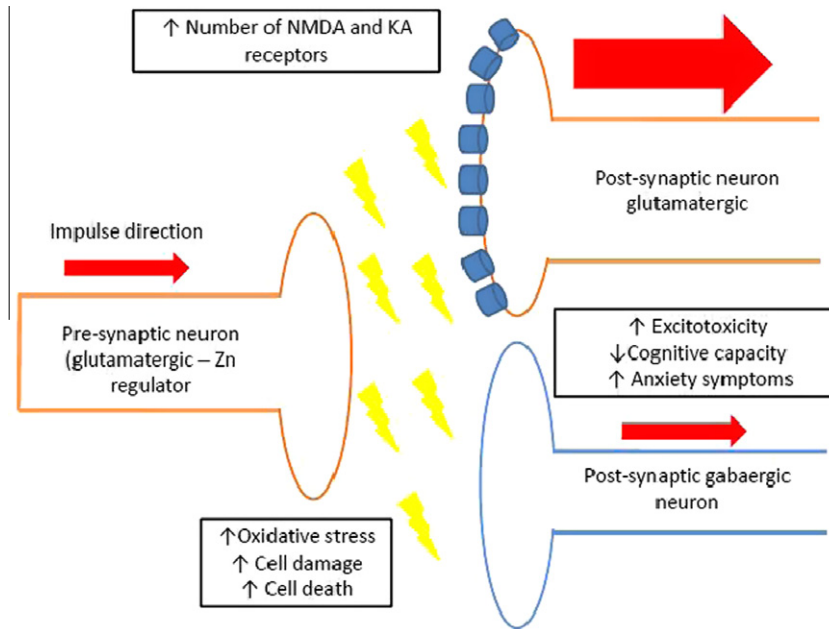 ↑ Number of NMDA and KA
receptors
Impulse direction
Pre-synaptic neuron
(glutamatergic – Zn
regulator
Post-synaptic neuron
glutamatergic
↑ Excitotoxicity
↓Cognitive capacity
↑ Anxiety symptoms
Post-synaptic gabaergic
neuron
↑Oxidative stress
↑ Cell damage
↑ Cell death